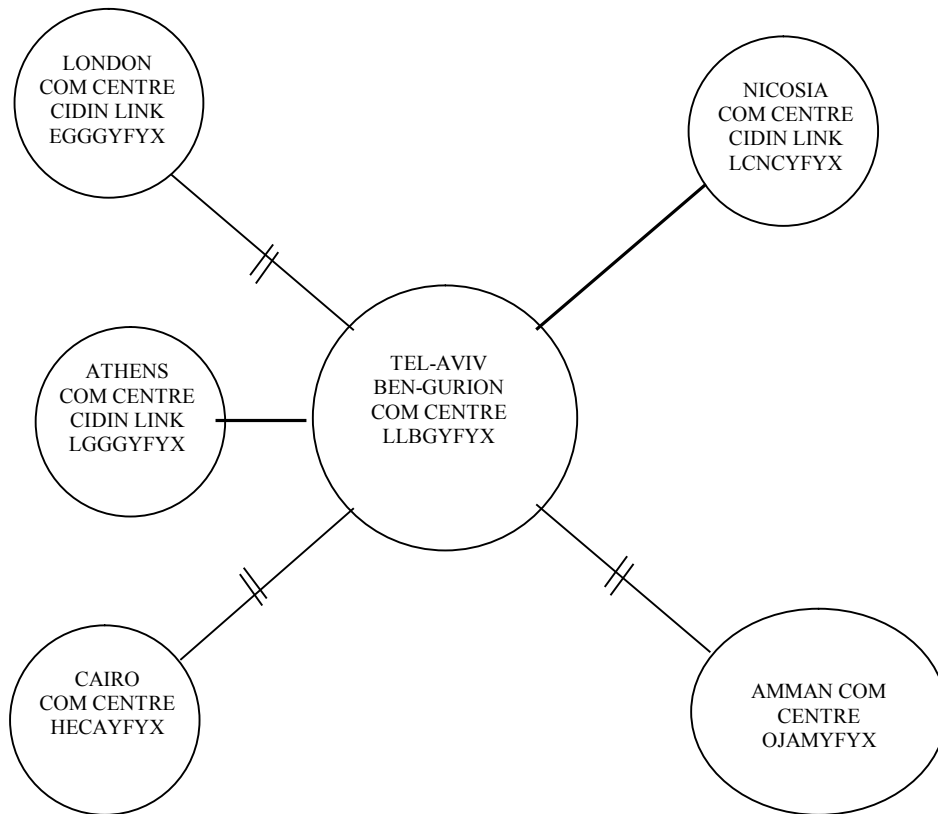 LONDON
COM CENTRE
CIDIN LINK
EGGGYFYX
NICOSIA
COM CENTRE
CIDIN LINK
LCNCYFYX
ATHENS
COM CENTRE
CIDIN LINK
LGGGYFYX
TEL-AVIV
BEN-GURION
COM CENTRE
LLBGYFYX
CAIRO
COM CENTRE
HECAYFYX
AMMAN COM
CENTRE
OJAMYFYX